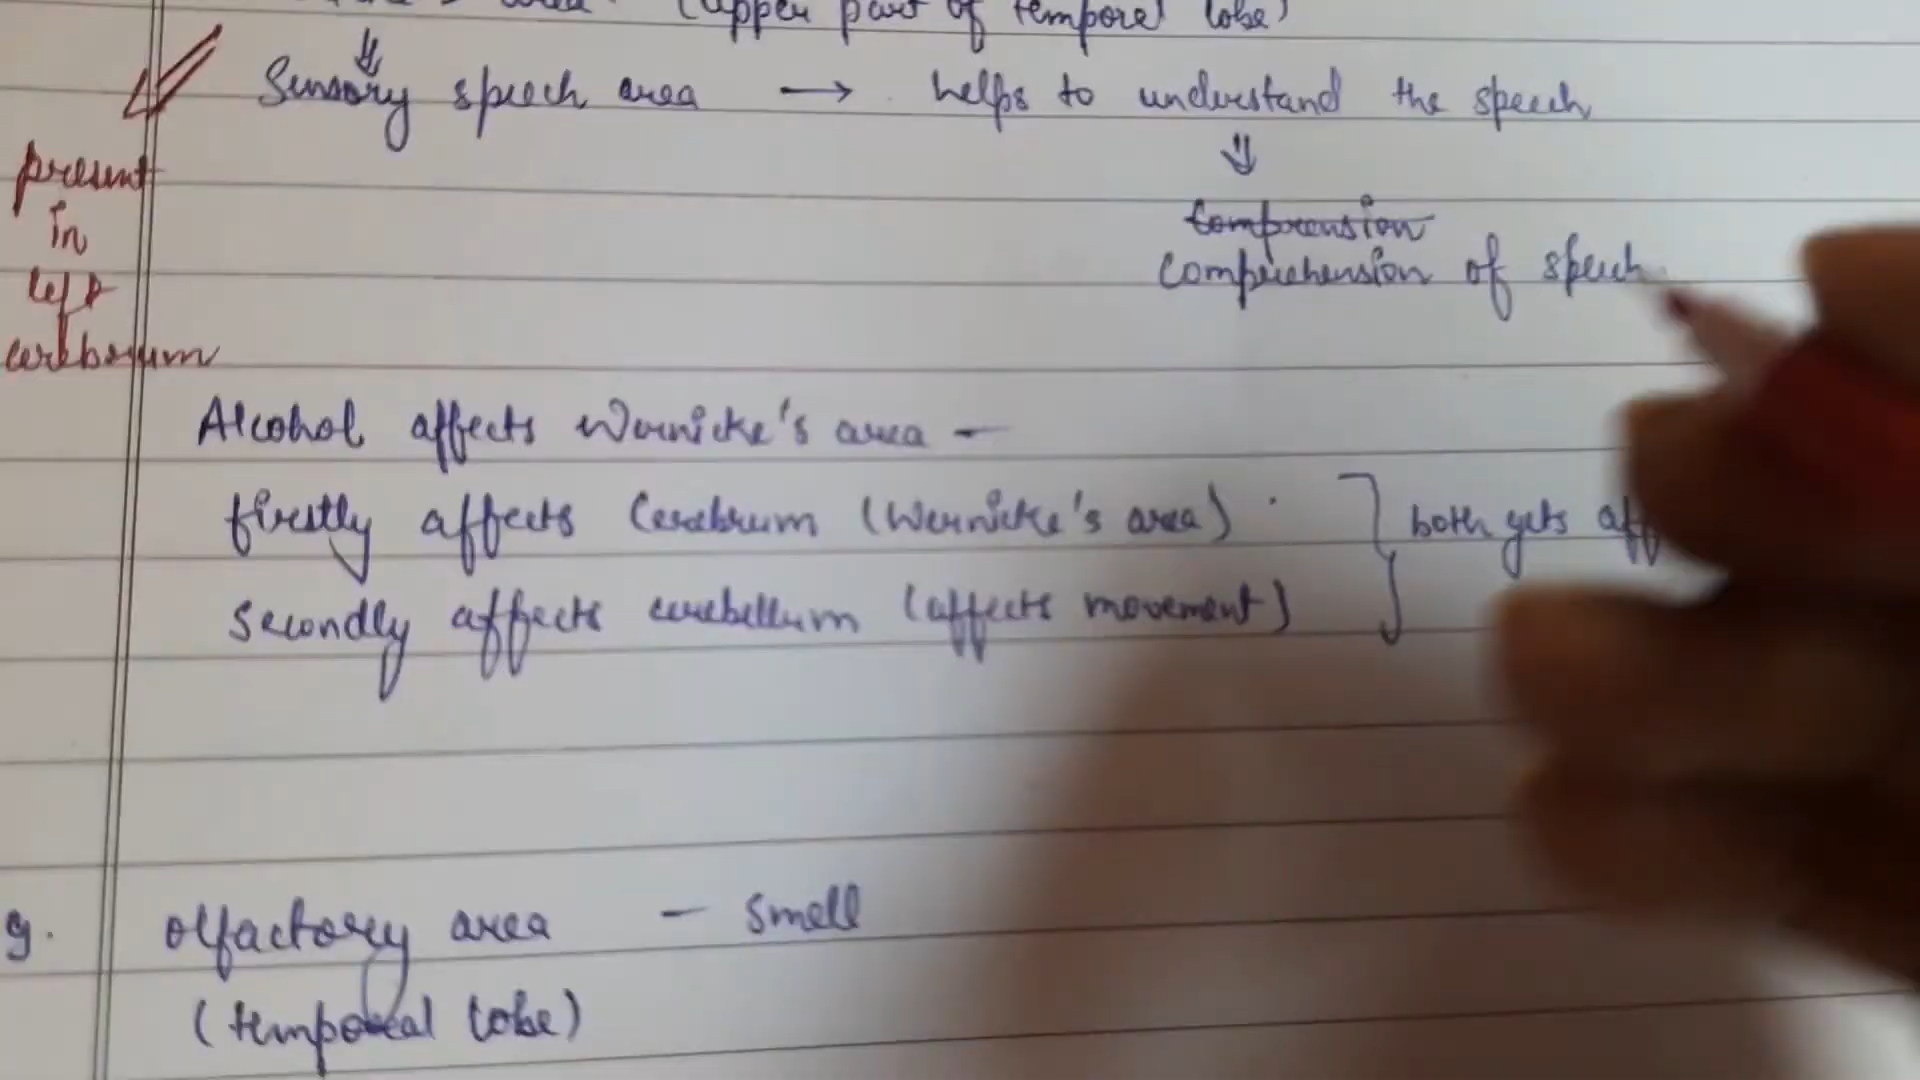 area (upper part of temporal lobe)
Sensory speech area → helps to understand the speech
⇓
present
in
left
cerebrum
comprension
comprehension of speech
Alcohol affects Wernicke's area –
firstly affects Cerebrum (Wernicke's area)
both gets
Secondly affects cerebellum (affects movement)
9. olfactory area – smell
(temporal lobe)